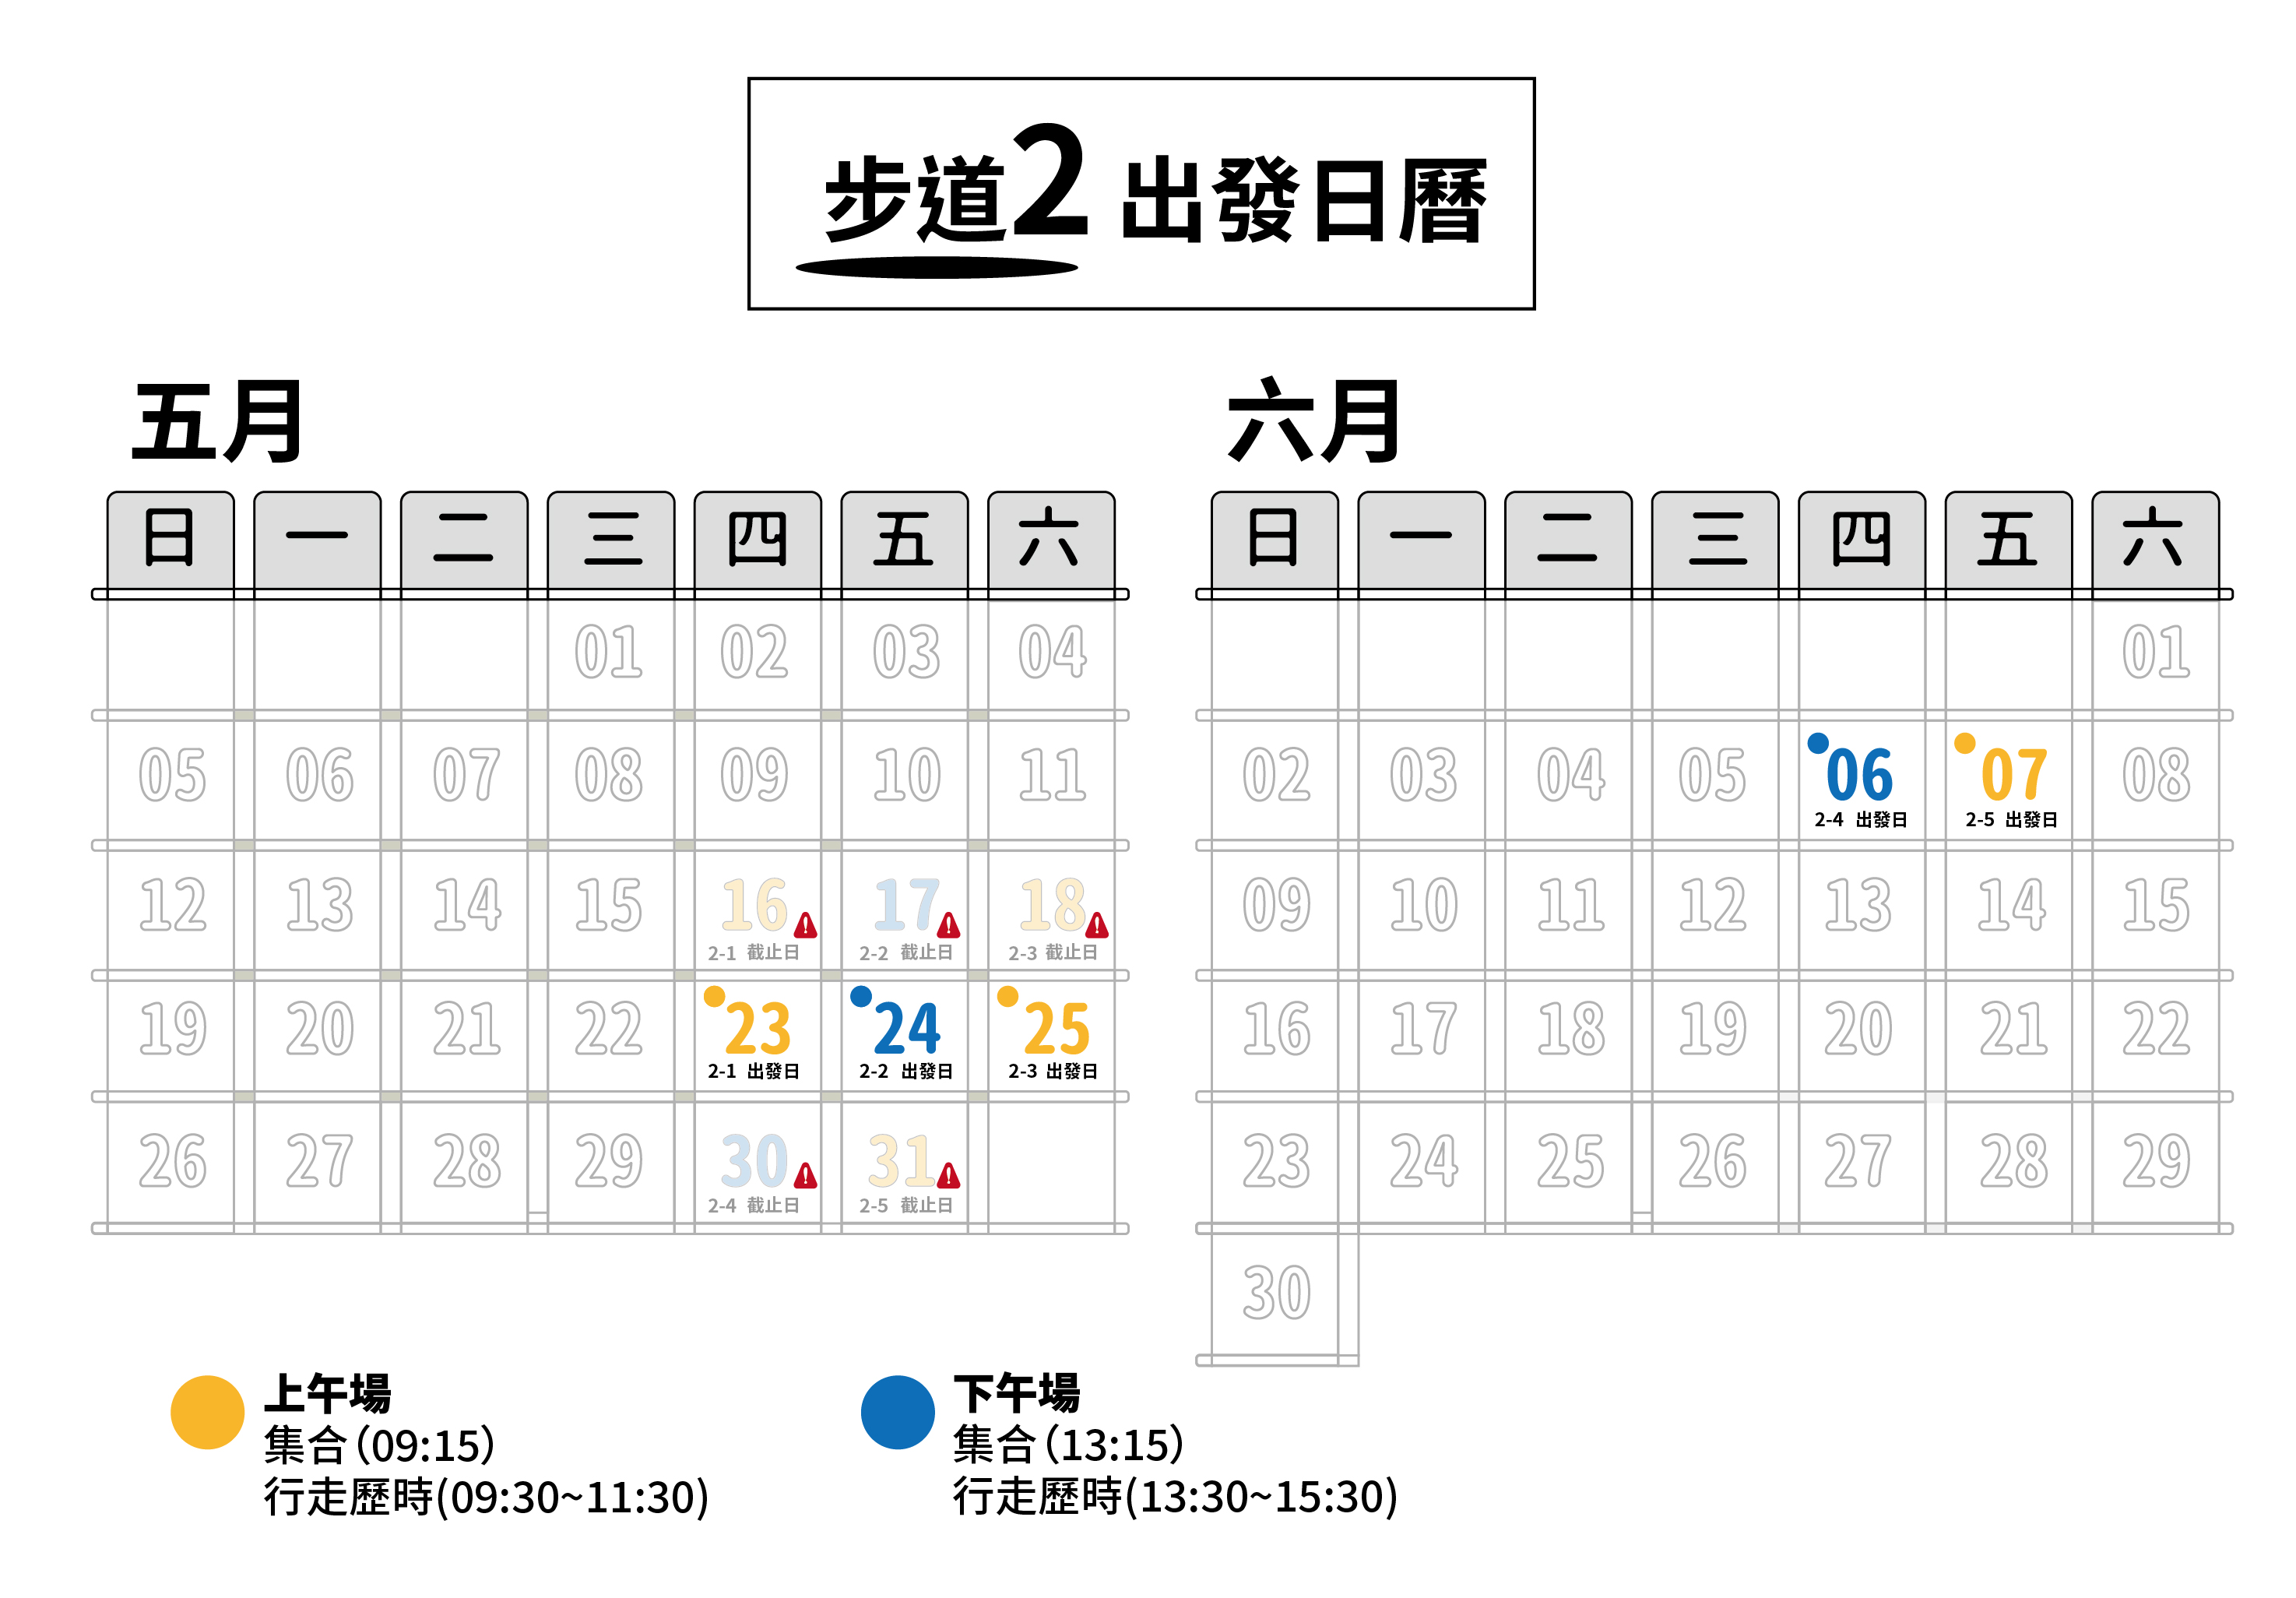 步道2 出發日曆
五月
日 一 二 三 四 五 六
01 02 03 04
05 06 07 08 09 10 11
12 13 14 15 16 17 18
2-1 截止日 2-2 截止日 2-3 截止日
19 20 21 22 23 24 25
2-1 出發日 2-2 出發日 2-3 出發日
26 27 28 29 30 31
2-4 截止日 2-5 截止日
六月
日 一 二 三 四 五 六
01
02 03 04 05 06 07 08
2-4 出發日 2-5 出發日
09 10 11 12 13 14 15
16 17 18 19 20 21 22
23 24 25 26 27 28 29
30
上午場
集合（09:15）
行走歷時(09:30~11:30)
下午場
集合（13:15）
行走歷時(13:30~15:30)